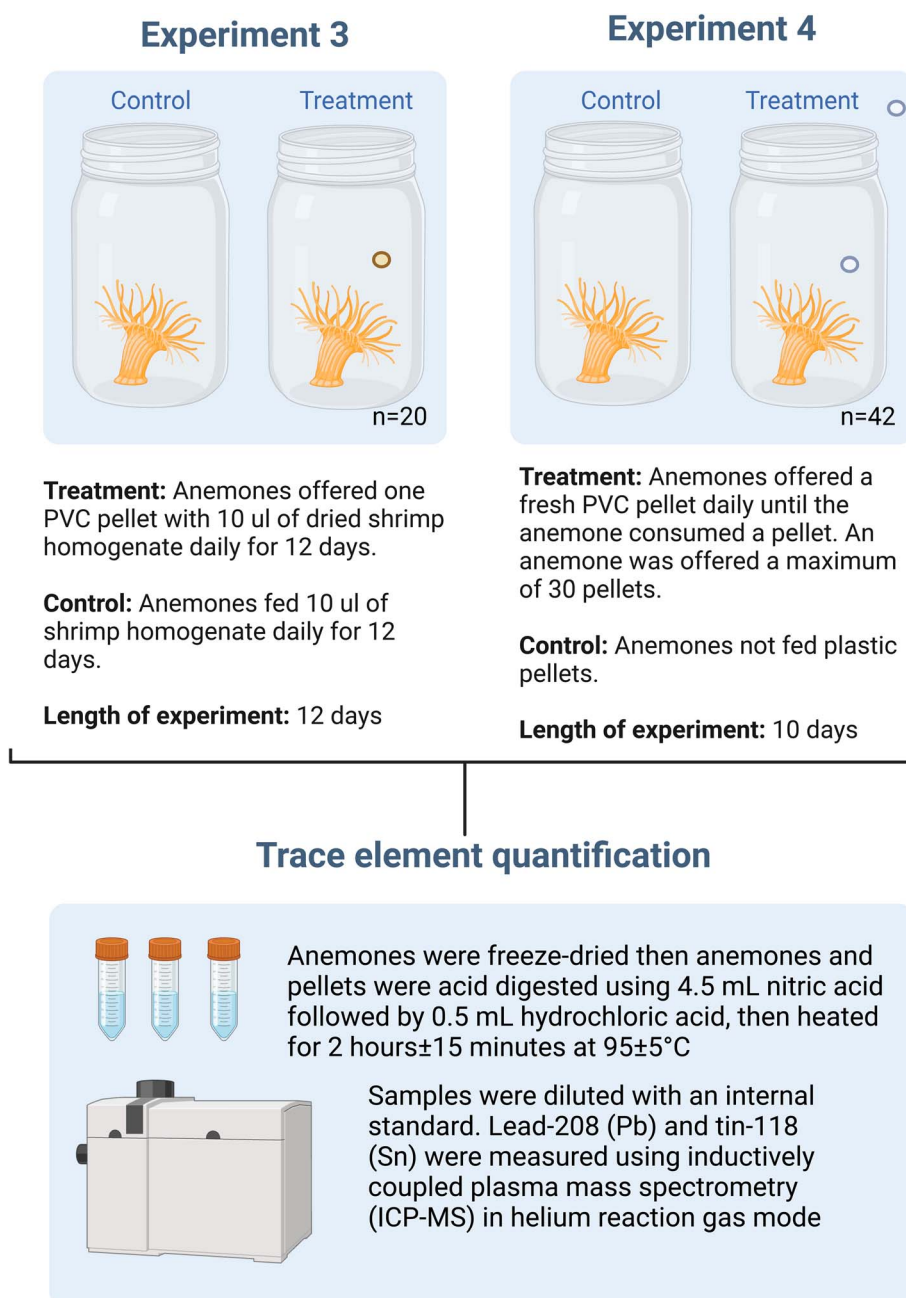 Experiment 3
Control
Treatment
n=20
Treatment: Anemones offered one
PVC pellet with 10 ul of dried shrimp
homogenate daily for 12 days.
Control: Anemones fed 10 ul of
shrimp homogenate daily for 12
days.
Length of experiment: 12 days
Experiment 4
Control
Treatment
n=42
Treatment: Anemones offered a
fresh PVC pellet daily until the
anemone consumed a pellet. An
anemone was offered a maximum
of 30 pellets.
Control: Anemones not fed plastic
pellets.
Length of experiment: 10 days
Trace element quantification
Anemones were freeze-dried then anemones and
pellets were acid digested using 4.5 mL nitric acid
followed by 0.5 mL hydrochloric acid, then heated
for 2 hours±15 minutes at 95±5°C
Samples were diluted with an internal
standard. Lead-208 (Pb) and tin-118
(Sn) were measured using inductively
coupled plasma mass spectrometry
(ICP-MS) in helium reaction gas mode